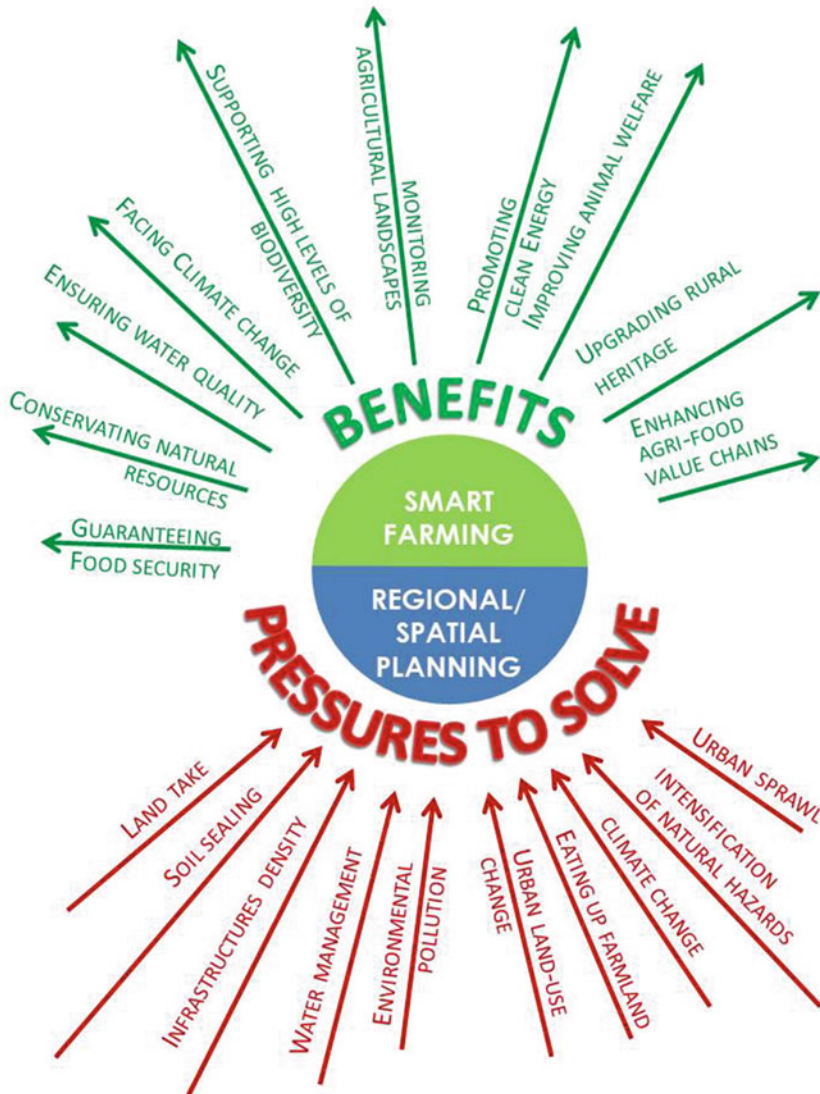 GUARANTEEING
FOOD SECURITY
CONSERVATING NATURAL
RESOURCES
ENSURING WATER QUALITY
FACING CLIMATE CHANGE
SUPPORTING HIGH LEVELS OF
BIODIVERSITY
MONITORING
AGRICULTURAL LANDSCAPES
PROMOTING
CLEAN ENERGY
IMPROVING ANIMAL WELFARE
UPGRADING RURAL
HERITAGE
ENHANCING
AGRI-FOOD
VALUE CHAINS
BENEFITS
SMART
FARMING
REGIONAL/
SPATIAL
PLANNING
PRESSURES TO SOLVE
LAND TAKE
SOIL SEALING
INFRASTRUCTURES DENSITY
WATER MANAGEMENT
ENVIRONMENTAL
POLLUTION
URBAN LAND-USE
CHANGE
EATING UP FARMLAND
CLIMATE CHANGE
INTENSIFICATION
OF NATURAL HAZARDS
URBAN SPRAWL